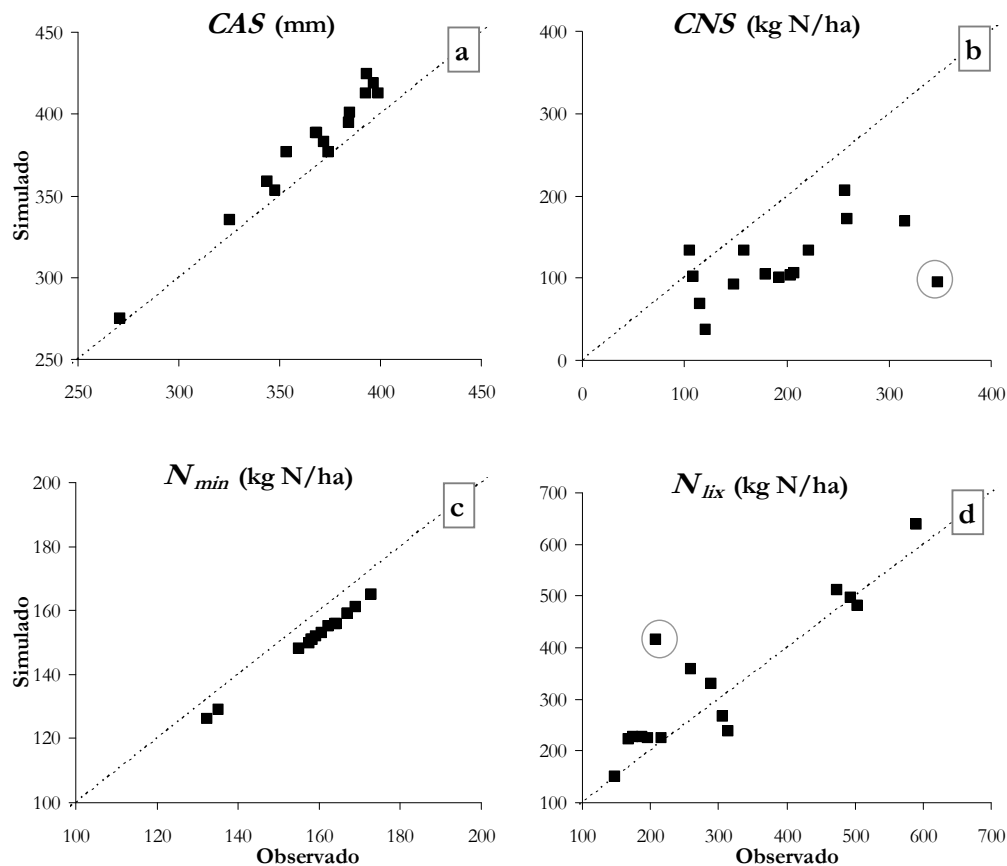 CAS (mm)
a
450
400
350
300
250
250 300 350 400 450
Simulado
CNS (kg N/ha)
b
400
300
200
100
0
0 100 200 300 400
N min (kg N/ha)
c
200
180
160
140
120
100
100 120 140 160 180 200
Simulado
Observado
N lix (kg N/ha)
d
700
600
500
400
300
200
100
100 200 300 400 500 600 700
Observado